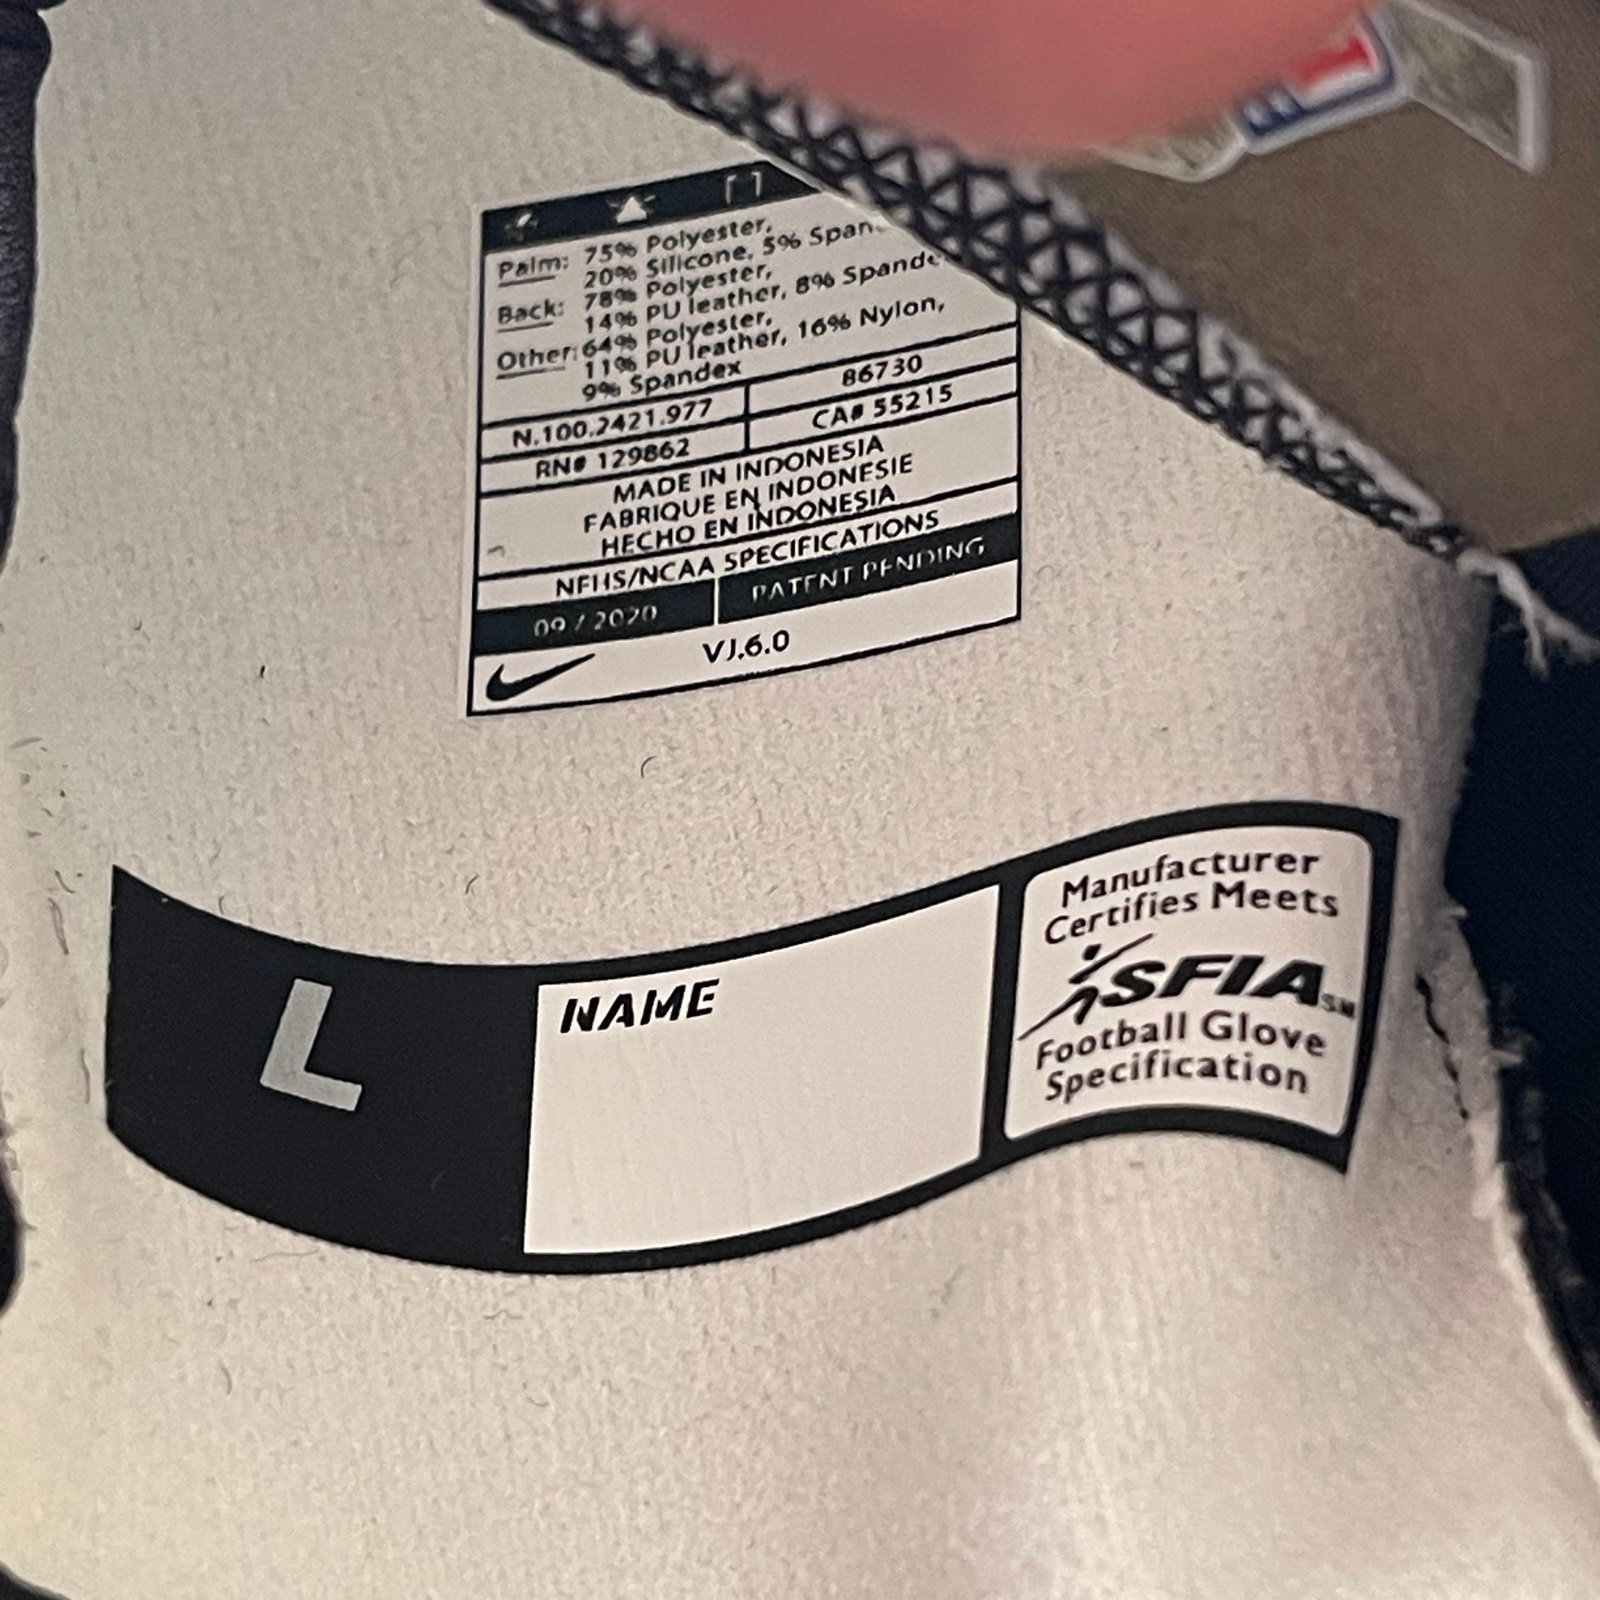 Palm: 75% Polyester,
20% Silicone, 5% Span
Back: 78% Polyester,
14% PU leather, 8% Spande
Other: 64% Polyester,
11% PU leather, 16% Nylon,
9% Spandex
N.100.2421.977 86730
RN# 129862 CA# 55215
MADE IN INDONESIA
FABRIQUE EN INDONESIE
HECHO EN INDONESIA
NFHS/NCAA SPECIFICATIONS
09 / 2020 PATENT PENDING
VJ.6.0
L
NAME
Manufacturer
Certifies Meets
SFIA SM
Football Glove
Specification